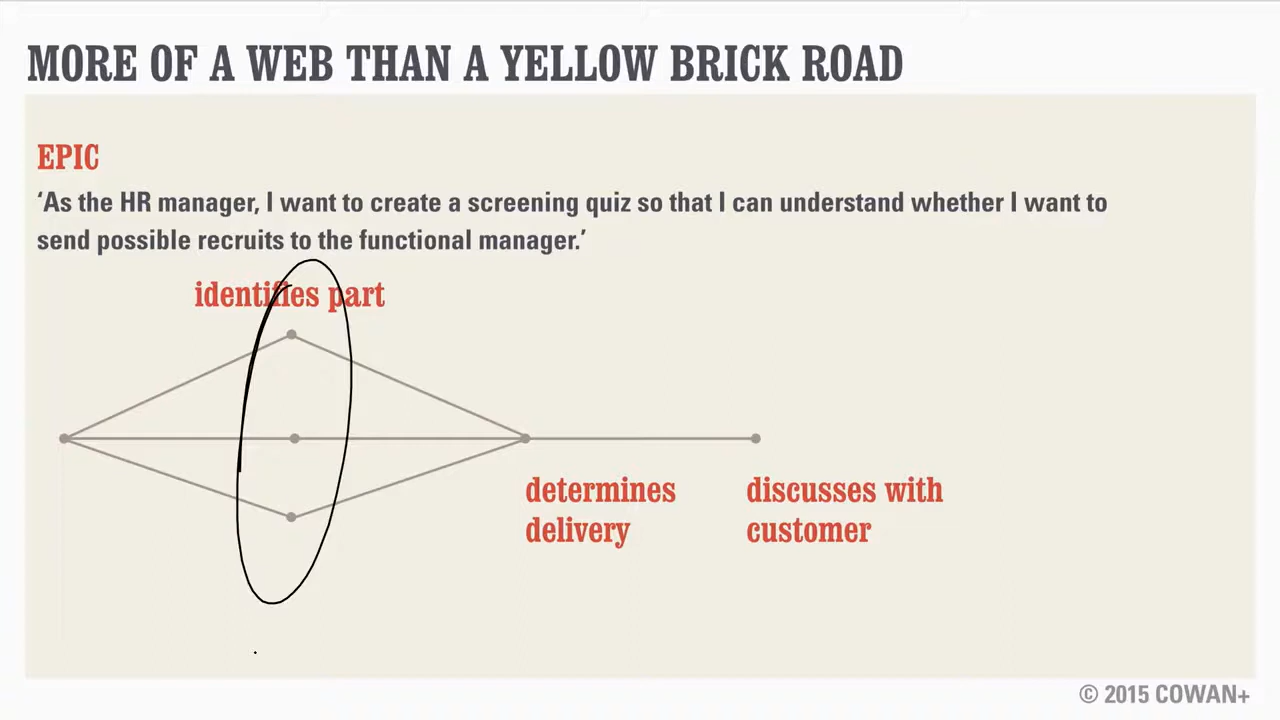 MORE OF A WEB THAN A YELLOW BRICK ROAD
EPIC
‘As the HR manager, I want to create a screening quiz so that I can understand whether I want to
send possible recruits to the functional manager.’
identifies part
determines
delivery
discusses with
customer
© 2015 COWAN+